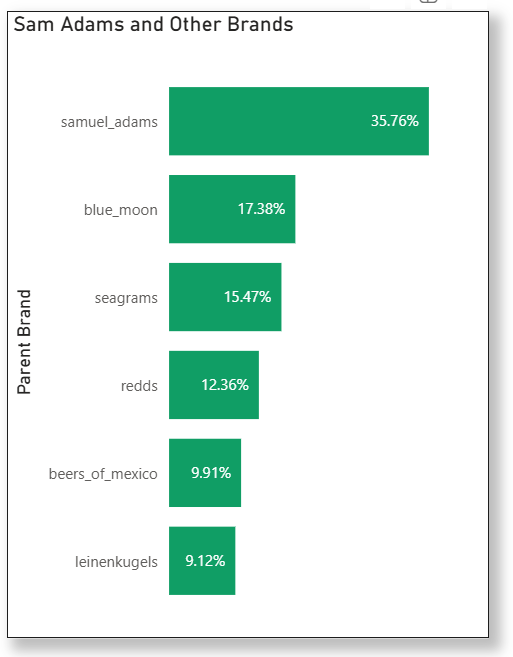 Sam Adams and Other Brands
samuel_adams 35.76%
blue_moon 17.38%
seagrams 15.47%
Parent Brand
redds 12.36%
beers_of_mexico 9.91%
leinenkugels 9.12%